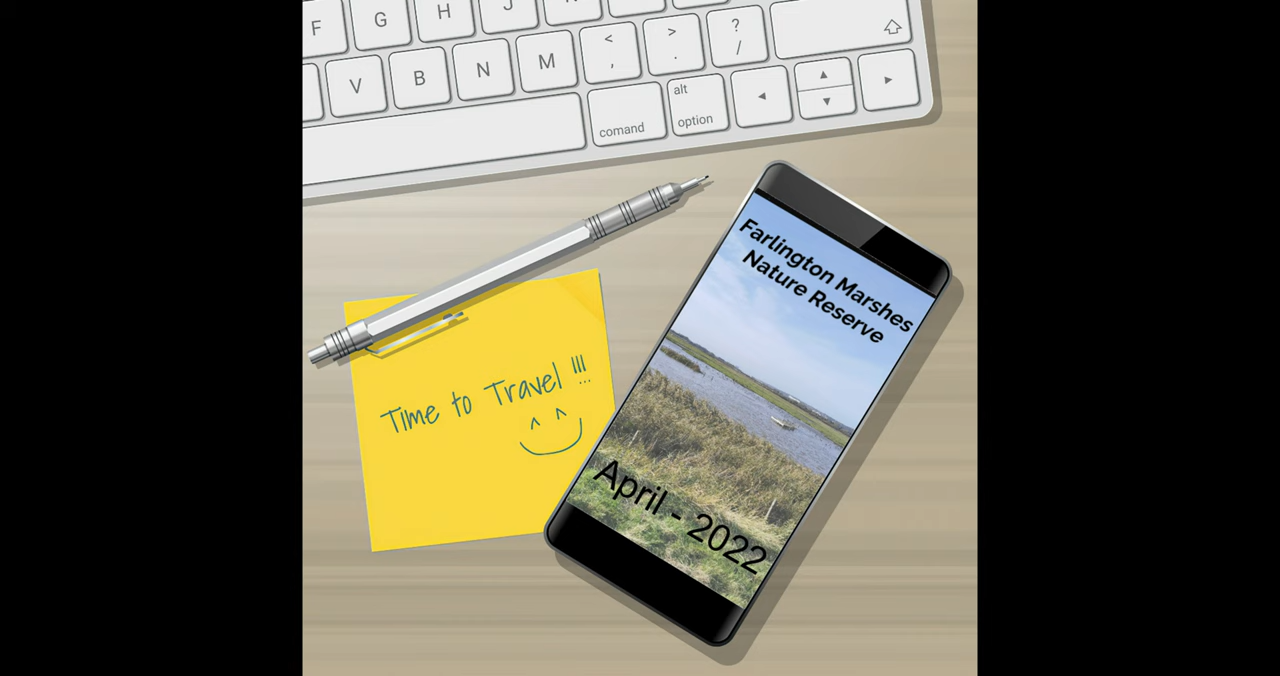 F G H J
V B N M < , > . ? /
comand alt option
Time to Travel !!!
Farlington Marshes
Nature Reserve
April - 2022